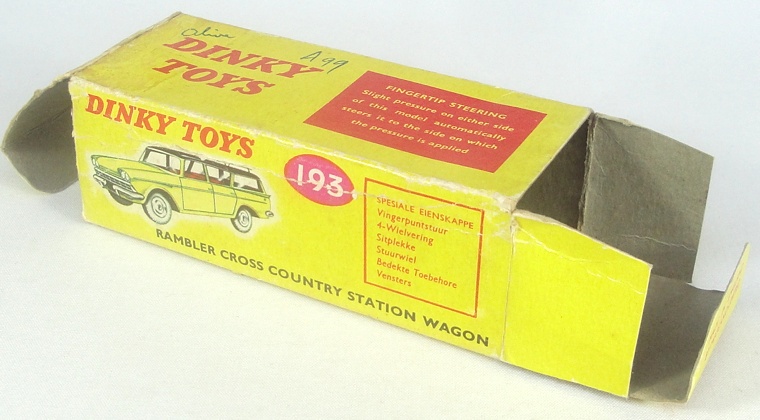 Olive
A99
DINKY
TOYS
FINGERTIP STEERING
Slight pressure on either side
of this model automatically
steers it to the side on which
the pressure is applied
DINKY TOYS
193
SPESIALE EIENSKAPPE
Vingerpuntstuur
4-Wielvering
Sitplekke
Stuurwiel
Bedekte Toebehore
Vensters
RAMBLER CROSS COUNTRY STATION WAGON